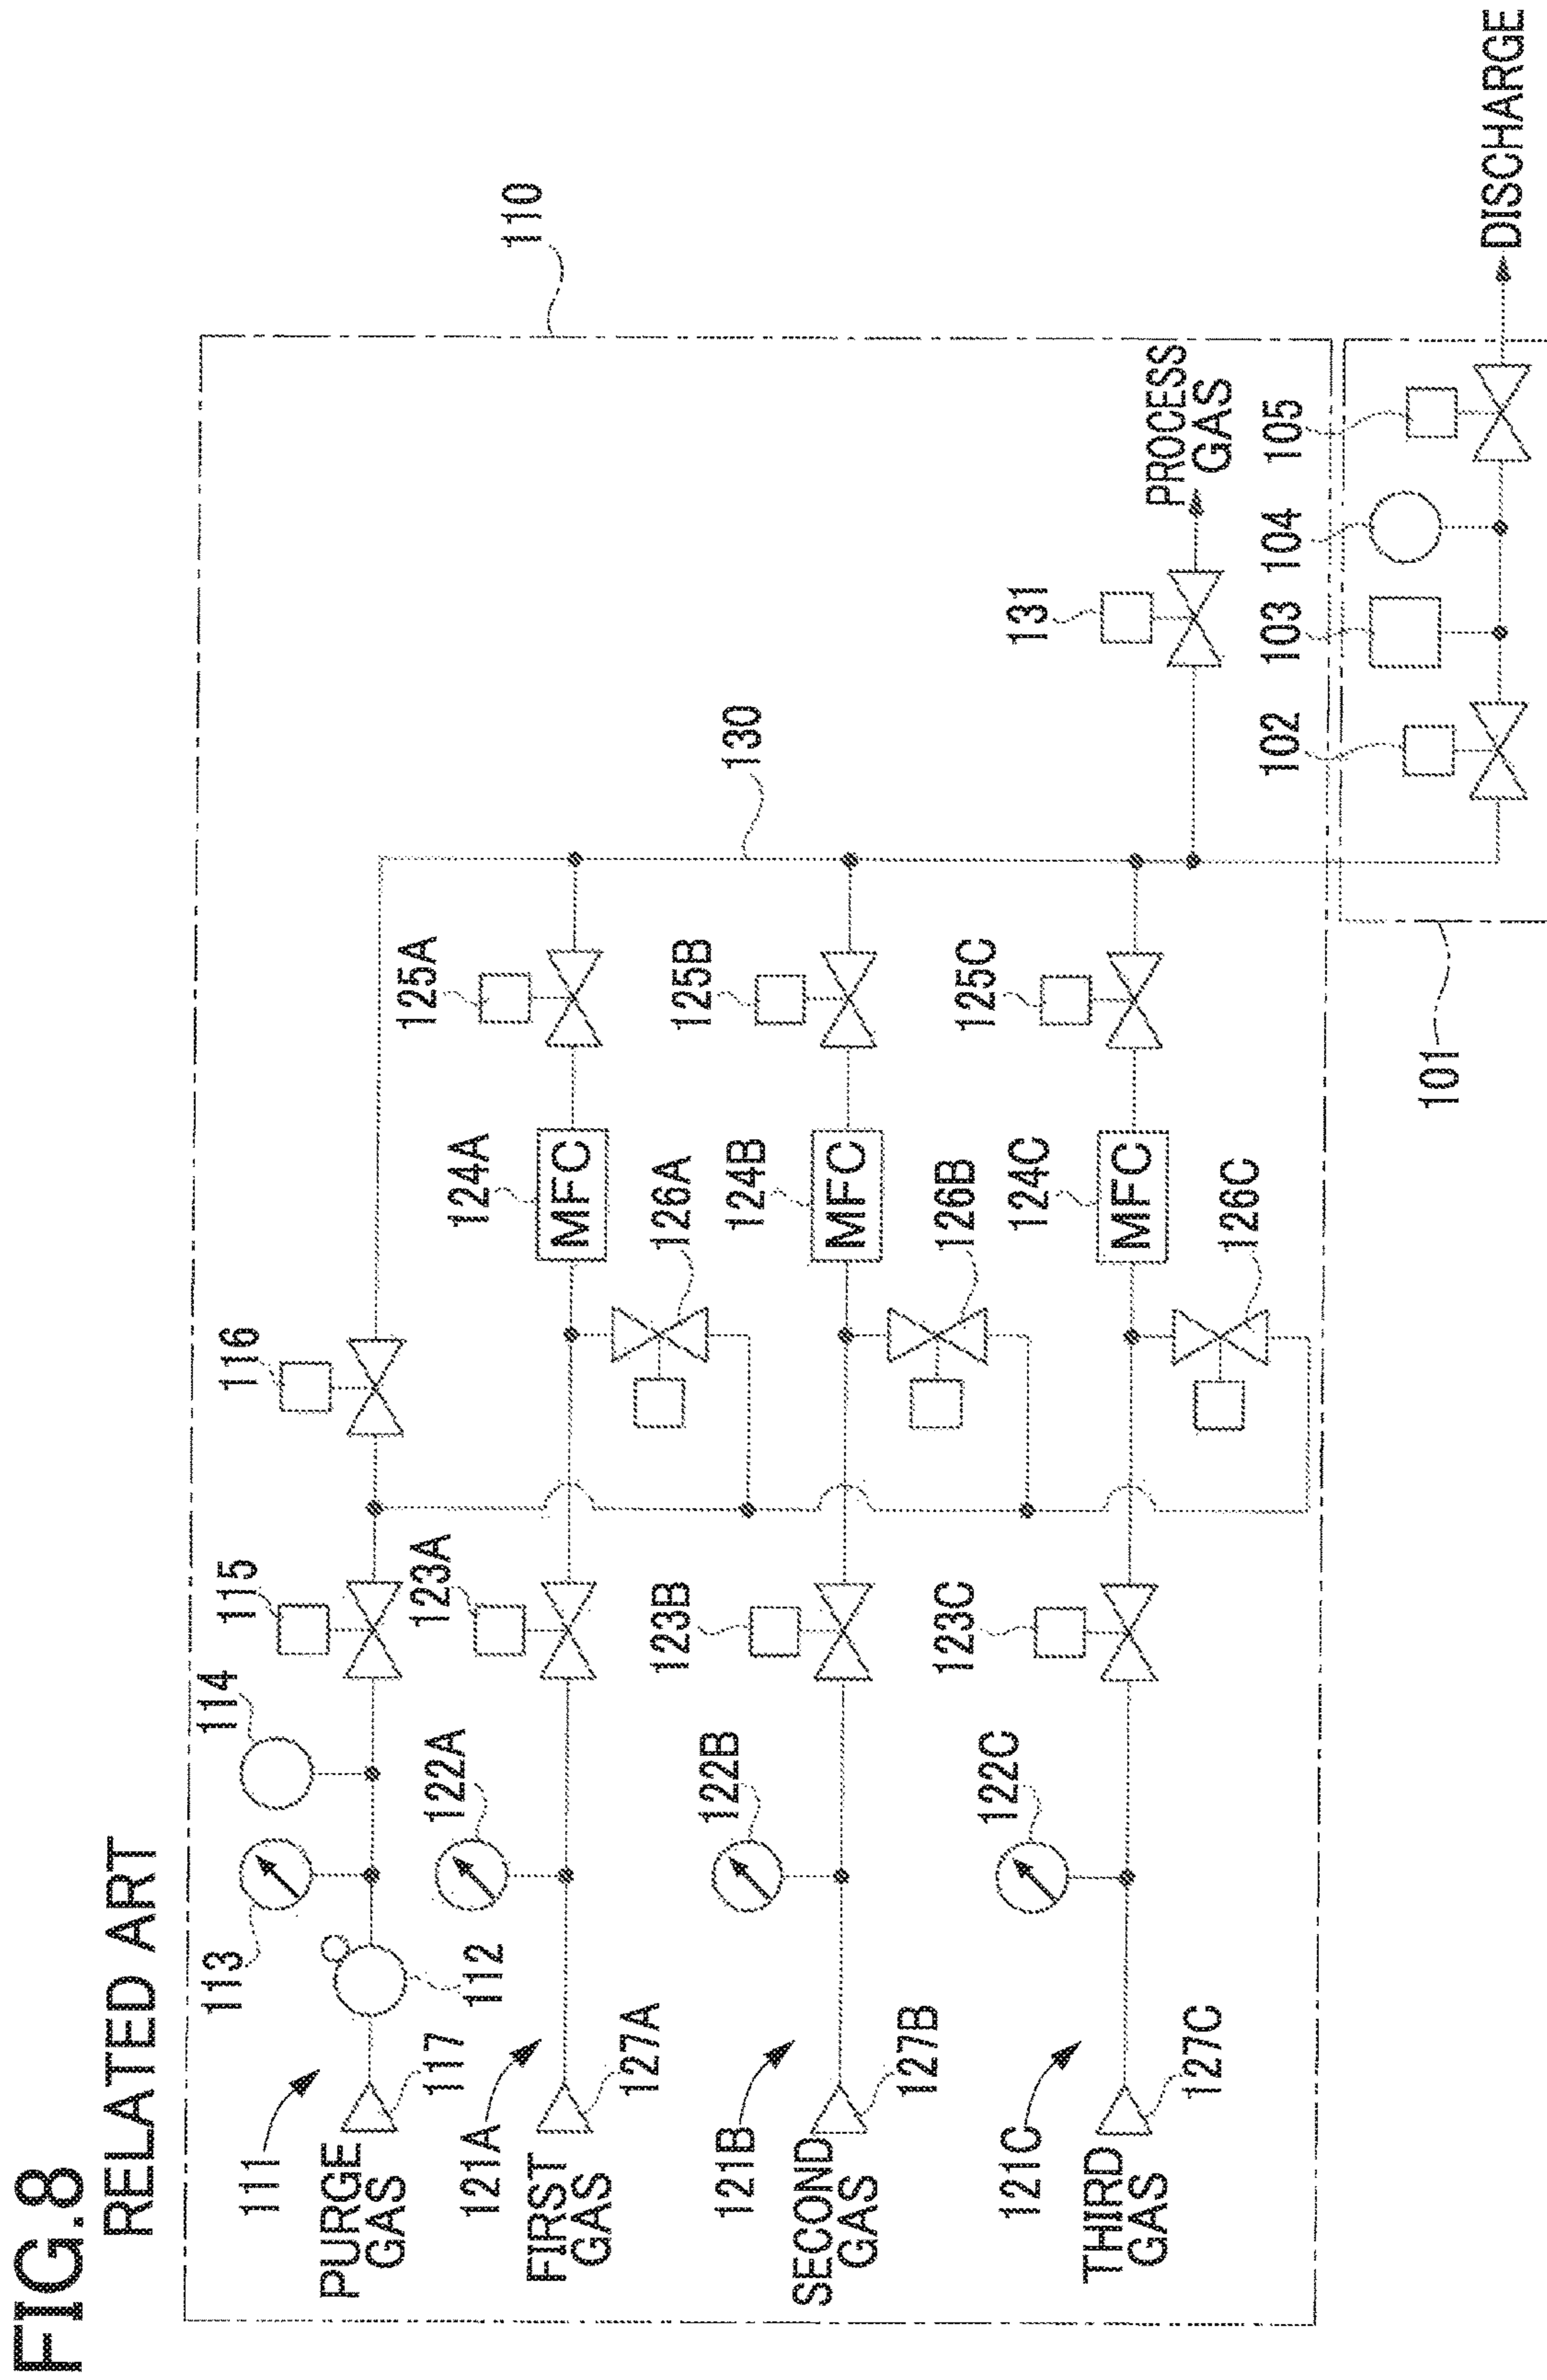 FIG.8
RELATED ART
110
111
113
114
115
116
PURGE
GAS
117
112
121A
122A
123A
124A
125A
FIRST
GAS
127A
MFC
126A
130
121B
122B
123B
124B
125B
SECOND
GAS
127B
MFC
126B
131
121C
122C
123C
124C
125C
THIRD
GAS
127C
MFC
126C
PROCESS
GAS
102
103
104
105
101
DISCHARGE